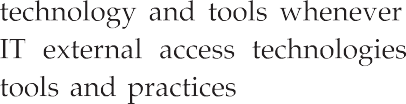 technology and tools whenever
IT external access technologies
tools and practices